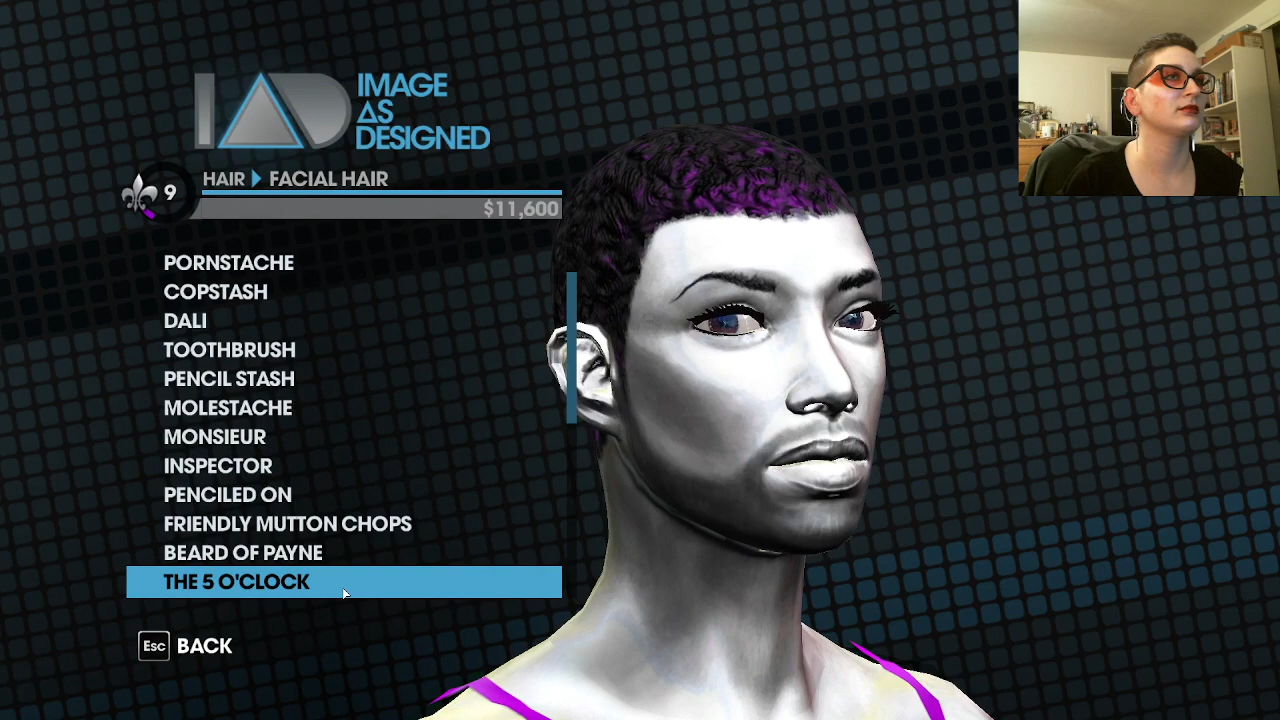 IMAGE
AS
DESIGNED
9
HAIR FACIAL HAIR
$11,600
PORNSTACHE
COPSTASH
DALI
TOOTHBRUSH
PENCIL STASH
MOLESTACHE
MONSIEUR
INSPECTOR
PENCILED ON
FRIENDLY MUTTON CHOPS
BEARD OF PAYNE
THE 5 O'CLOCK
Esc BACK